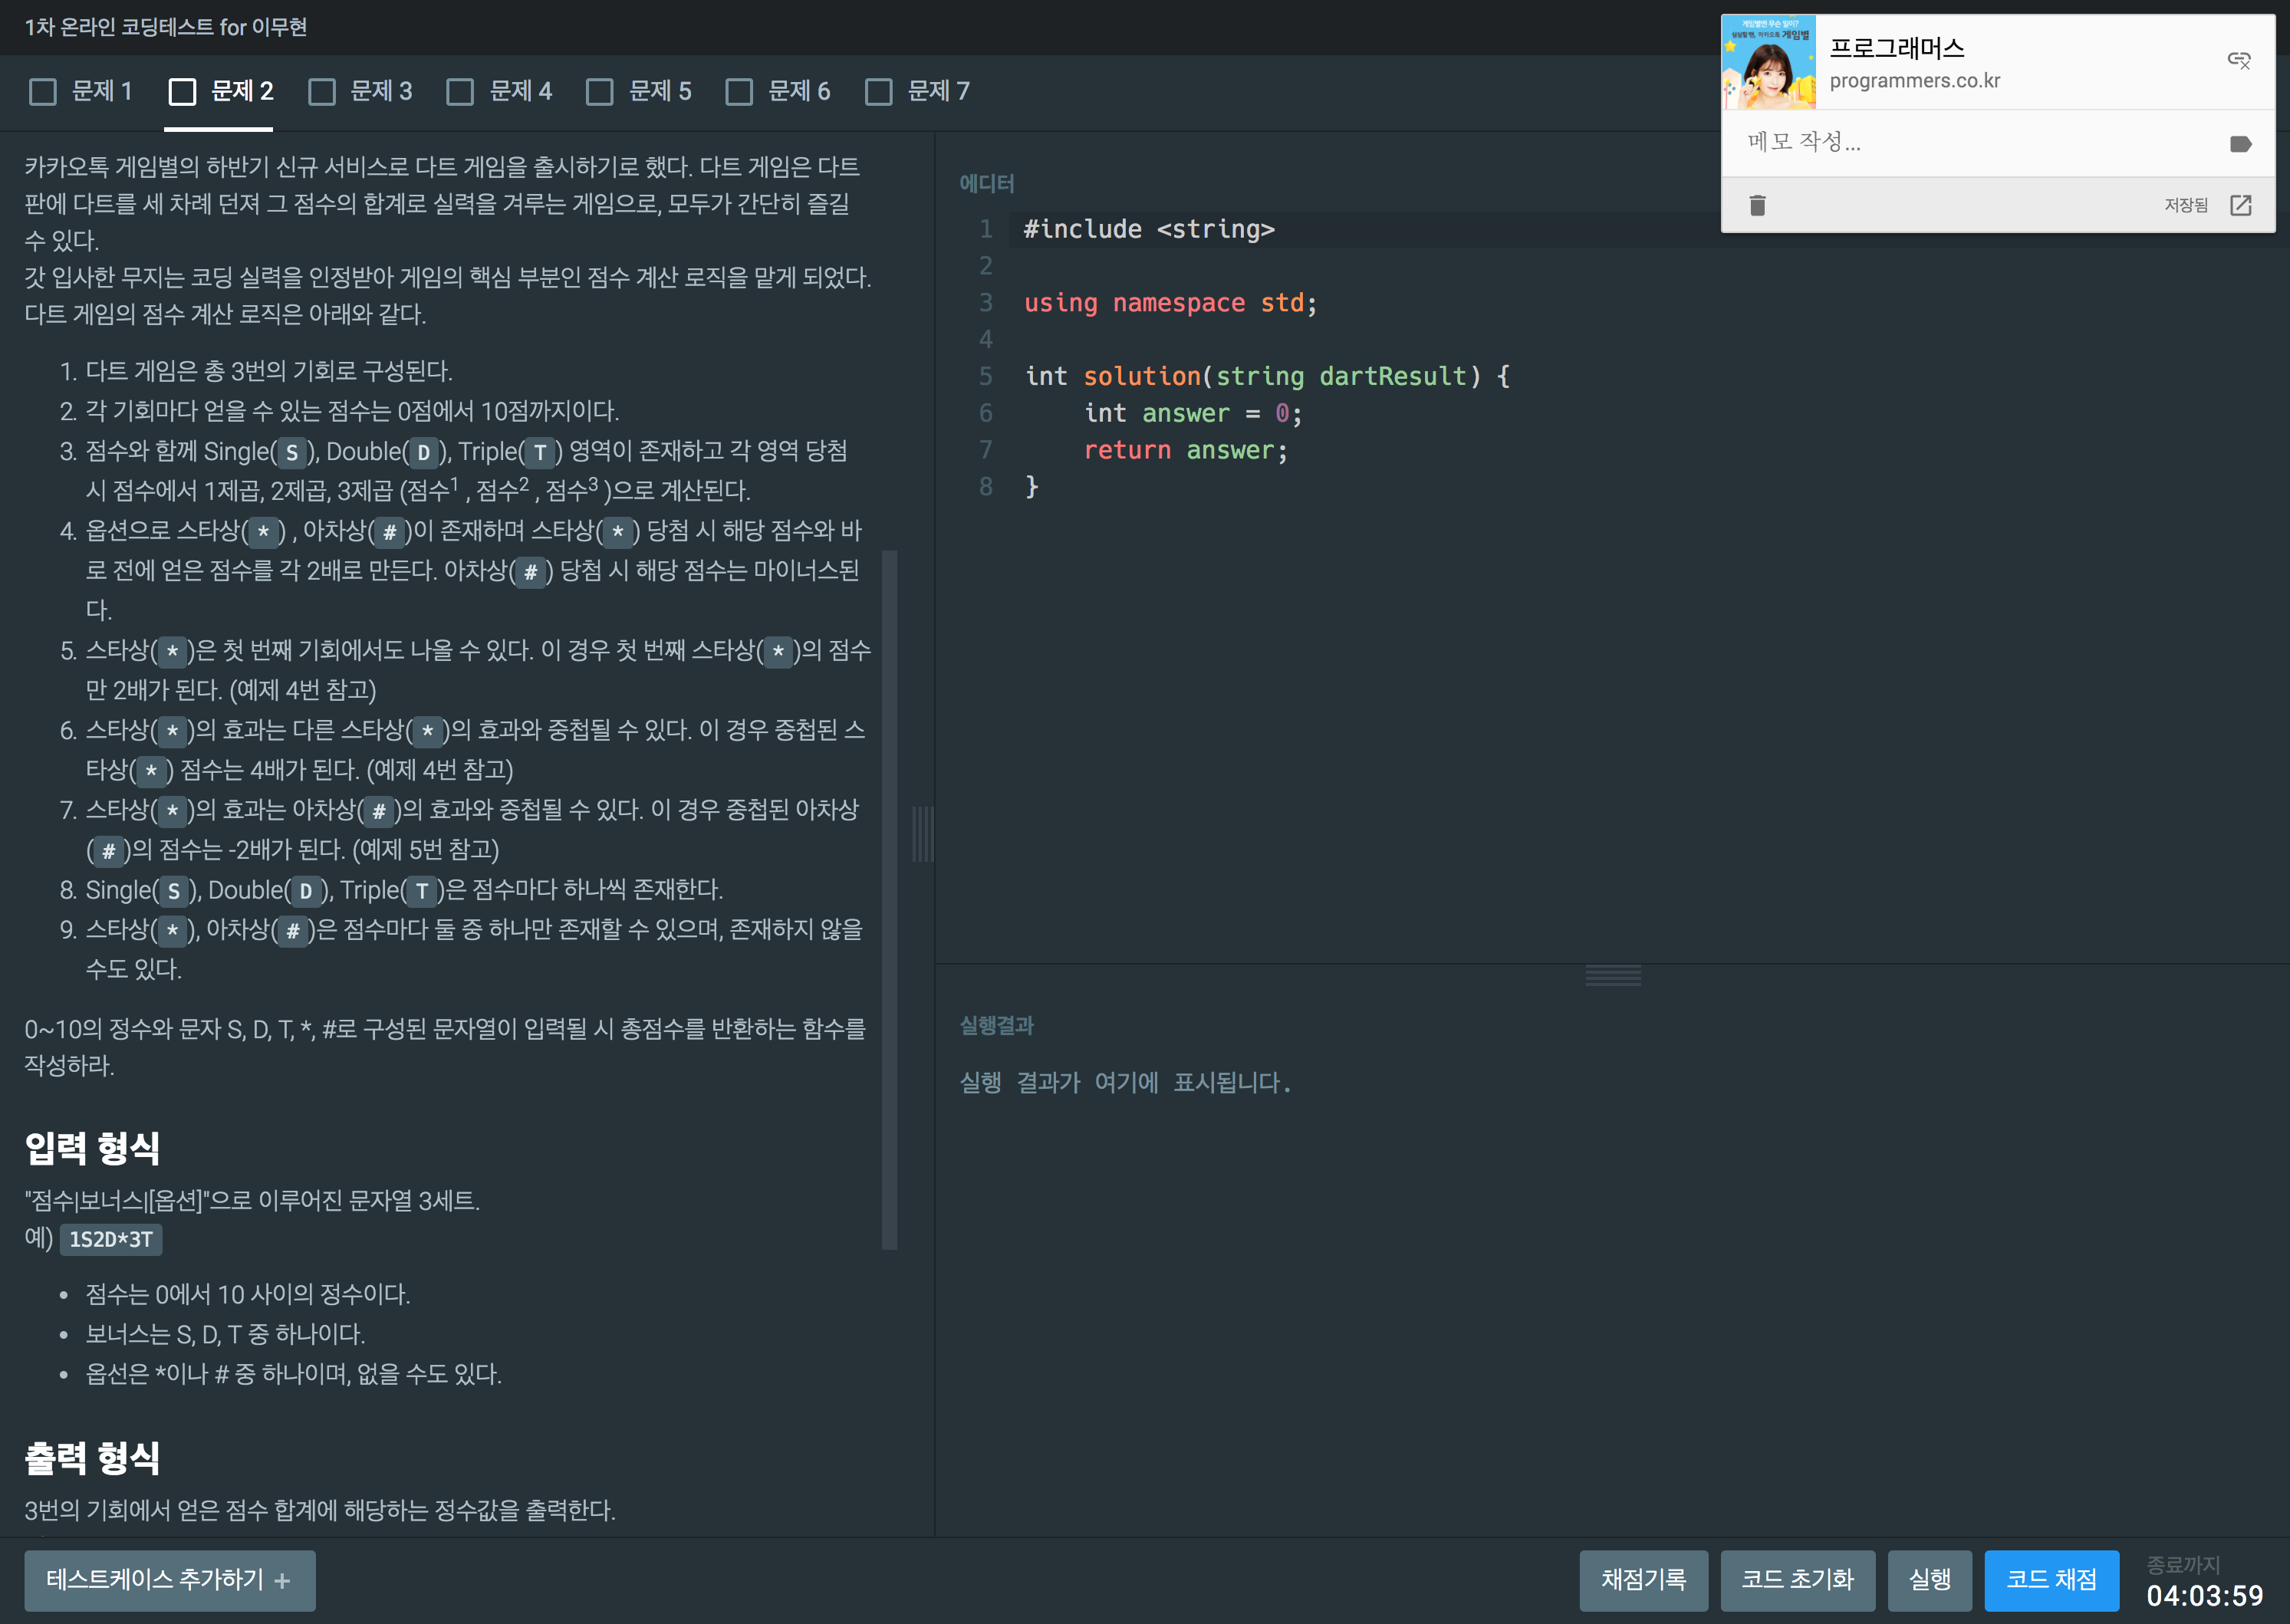 1차 온라인 코딩테스트 for 이무현
문제 1
문제 2
문제 3
문제 4
문제 5
문제 6
문제 7
게임별엔 무슨 일이?
심심할땐, 카카오톡 게임별
프로그래머스
programmers.co.kr
메모 작성...
저장됨
카카오톡 게임별의 하반기 신규 서비스로 다트 게임을 출시하기로 했다. 다트 게임은 다트
판에 다트를 세 차례 던져 그 점수의 합계로 실력을 겨루는 게임으로, 모두가 간단히 즐길
수 있다.
갓 입사한 무지는 코딩 실력을 인정받아 게임의 핵심 부분인 점수 계산 로직을 맡게 되었다.
다트 게임의 점수 계산 로직은 아래와 같다.
1. 다트 게임은 총 3번의 기회로 구성된다.
2. 각 기회마다 얻을 수 있는 점수는 0점에서 10점까지이다.
3. 점수와 함께 Single(S), Double(D), Triple(T) 영역이 존재하고 각 영역 당첨
시 점수에서 1제곱, 2제곱, 3제곱 (점수1 , 점수2 , 점수3 )으로 계산된다.
4. 옵션으로 스타상(*) , 아차상(#)이 존재하며 스타상(*) 당첨 시 해당 점수와 바
로 전에 얻은 점수를 각 2배로 만든다. 아차상(#) 당첨 시 해당 점수는 마이너스된
다.
5. 스타상(*)은 첫 번째 기회에서도 나올 수 있다. 이 경우 첫 번째 스타상(*)의 점수
만 2배가 된다. (예제 4번 참고)
6. 스타상(*)의 효과는 다른 스타상(*)의 효과와 중첩될 수 있다. 이 경우 중첩된 스
타상(*) 점수는 4배가 된다. (예제 4번 참고)
7. 스타상(*)의 효과는 아차상(#)의 효과와 중첩될 수 있다. 이 경우 중첩된 아차상
(#)의 점수는 -2배가 된다. (예제 5번 참고)
8. Single(S), Double(D), Triple(T)은 점수마다 하나씩 존재한다.
9. 스타상(*), 아차상(#)은 점수마다 둘 중 하나만 존재할 수 있으며, 존재하지 않을
수도 있다.
0~10의 정수와 문자 S, D, T, *, #로 구성된 문자열이 입력될 시 총점수를 반환하는 함수를
작성하라.
입력 형식
"점수|보너스|[옵션]"으로 이루어진 문자열 3세트.
예) 1S2D*3T
• 점수는 0에서 10 사이의 정수이다.
• 보너스는 S, D, T 중 하나이다.
• 옵선은 *이나 # 중 하나이며, 없을 수도 있다.
출력 형식
3번의 기회에서 얻은 점수 합계에 해당하는 정수값을 출력한다.
에디터
1 #include <string>
2
3 using namespace std;
4
5 int solution(string dartResult) {
6     int answer = 0;
7     return answer;
8 }
실행결과
실행 결과가 여기에 표시됩니다.
테스트케이스 추가하기 +
채점기록
코드 초기화
실행
코드 채점
종료까지
04:03:59